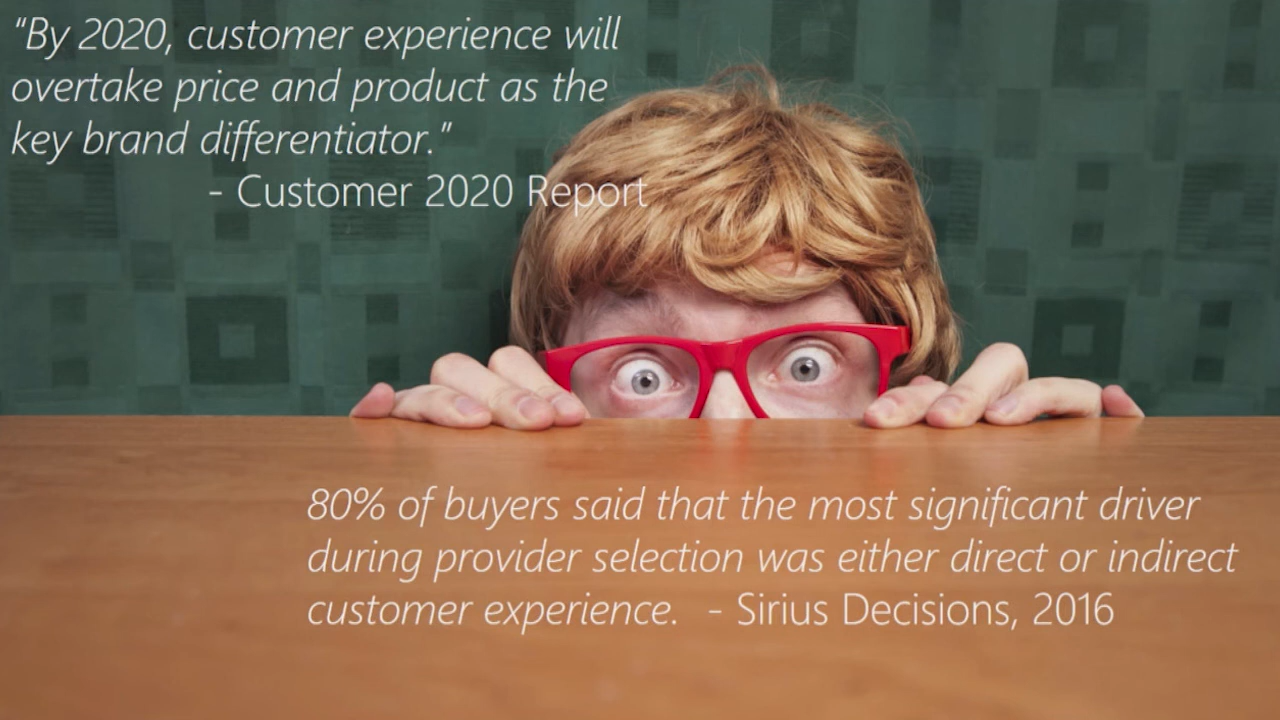 “By 2020, customer experience will
overtake price and product as the
key brand differentiator.”
- Customer 2020 Report
80% of buyers said that the most significant driver
during provider selection was either direct or indirect
customer experience. - Sirius Decisions, 2016